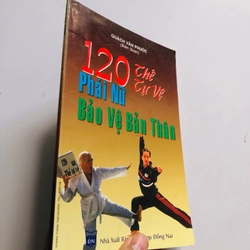 QUÁCH VĂN PHƯỚC
(Biên soạn)
120 Thế
Tự Vệ
Phái Nữ
Bảo Vệ Bản Thân
Nhà Xuất Bản Đồng Nai